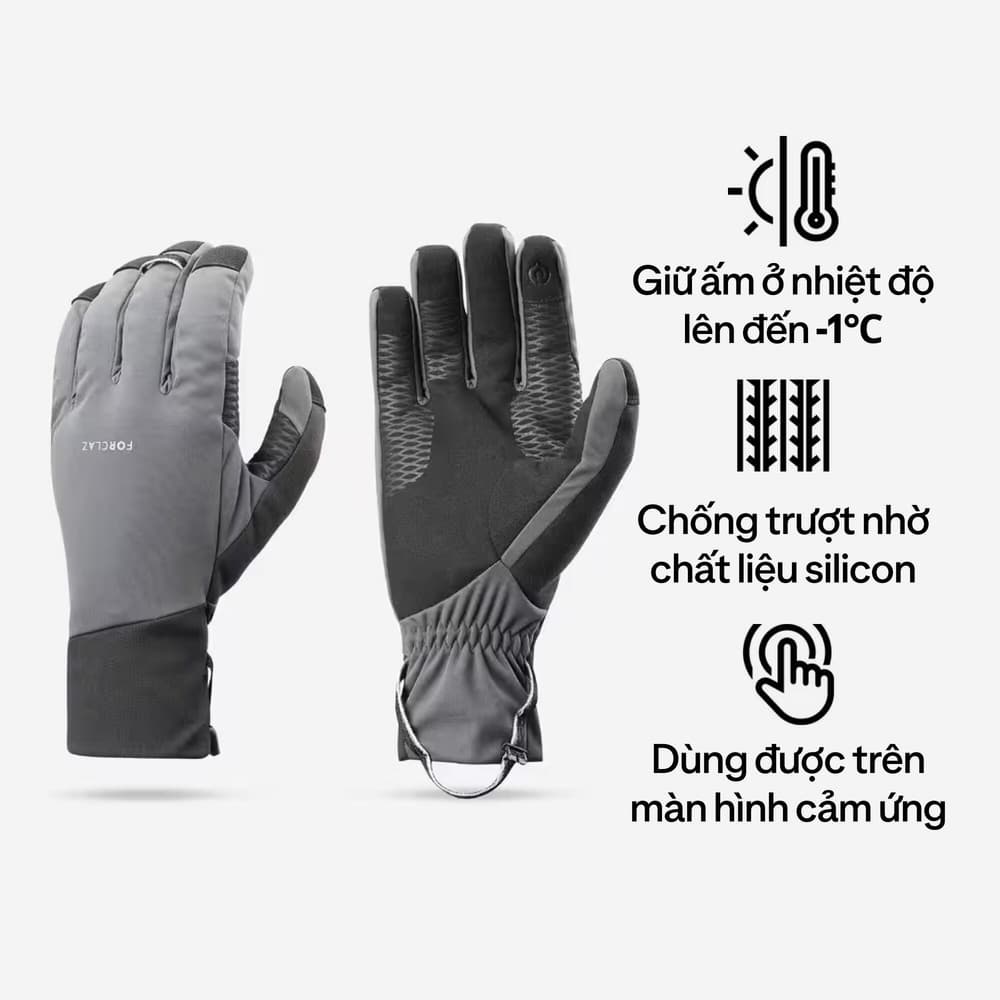 FORCLAZ
Giữ ấm ở nhiệt độ
lên đến -1°C
Chống trượt nhờ
chất liệu silicon
Dùng được trên
màn hình cảm ứng